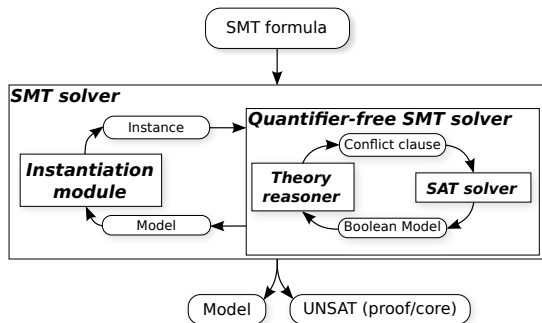 SMT formula
SMT solver
Instance
Quantifier-free SMT solver
Conflict clause
Instantiation
module
Theory
reasoner
SAT solver
Model
Boolean Model
Model
UNSAT (proof/core)